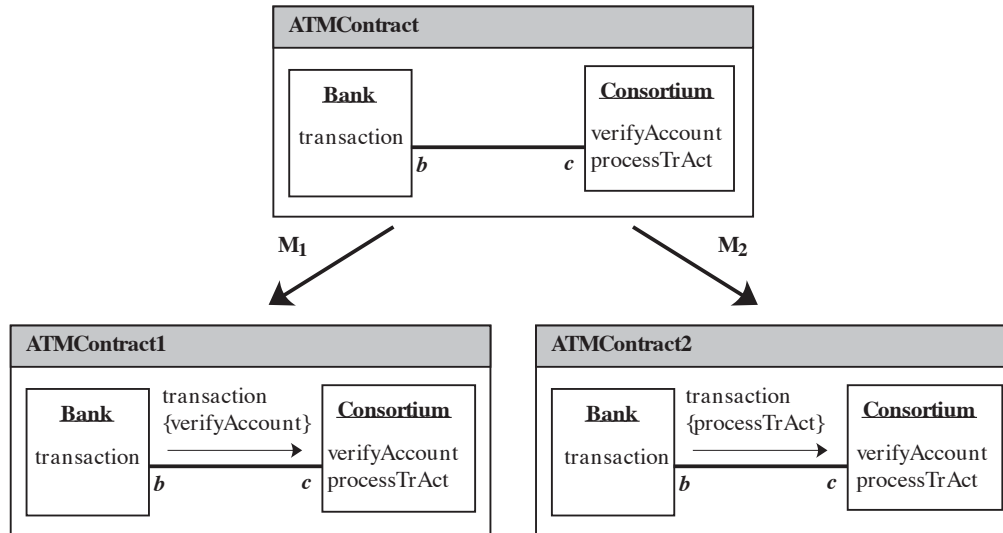 ATMContract
Bank
transaction
Consortium
verifyAccount
processTrAct
b
c
M1
M2
ATMContract1
Bank
transaction
transaction
{verifyAccount}
Consortium
verifyAccount
processTrAct
b
c
ATMContract2
Bank
transaction
transaction
{processTrAct}
Consortium
verifyAccount
processTrAct
b
c